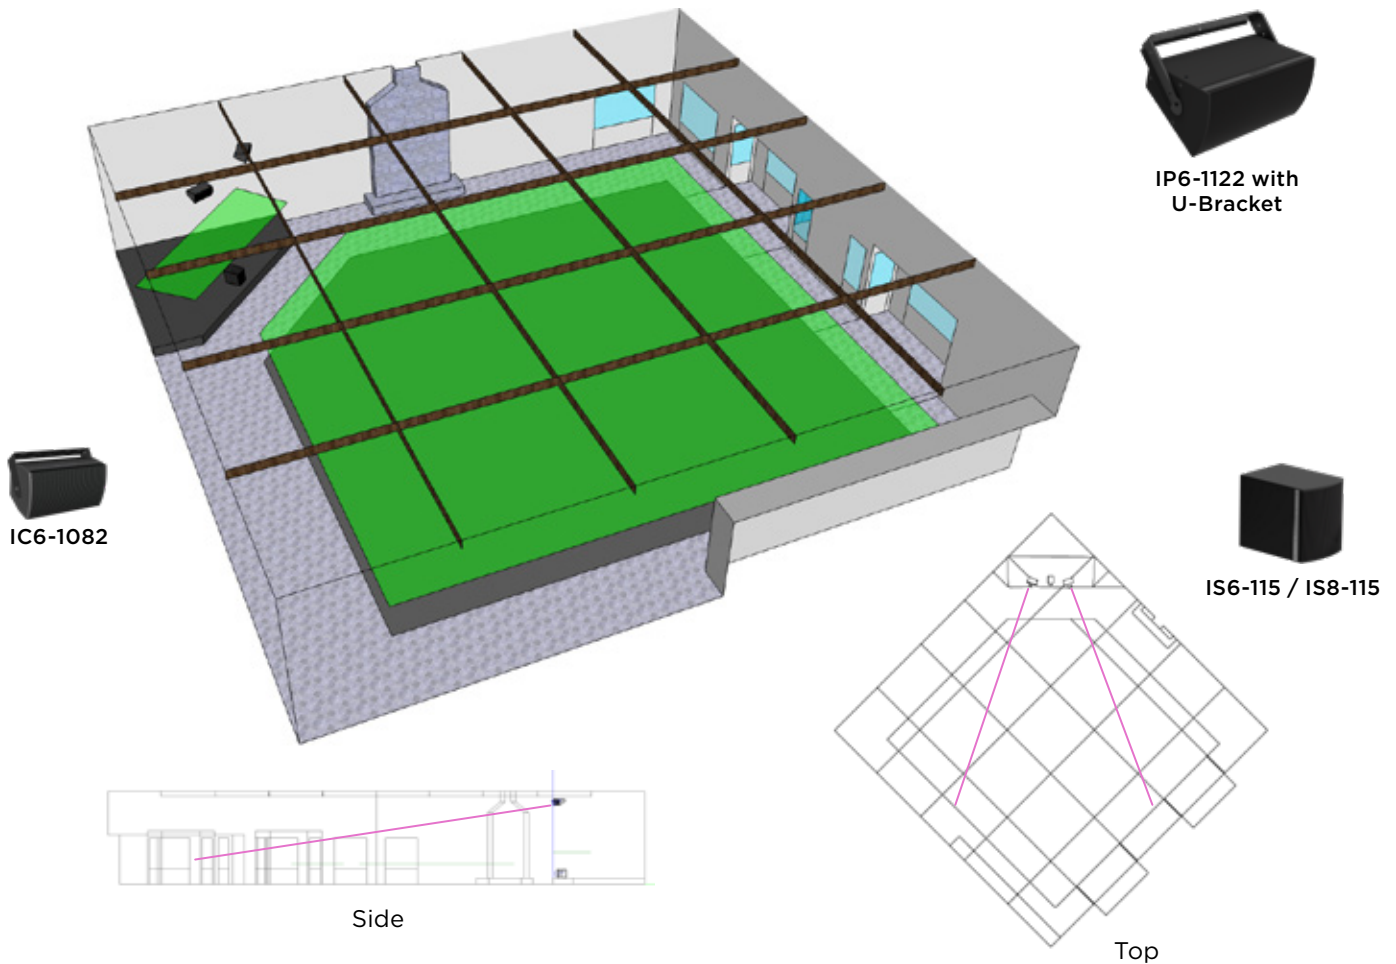 IP6-1122 with
U-Bracket
IC6-1082
IS6-115 / IS8-115
Side
Top